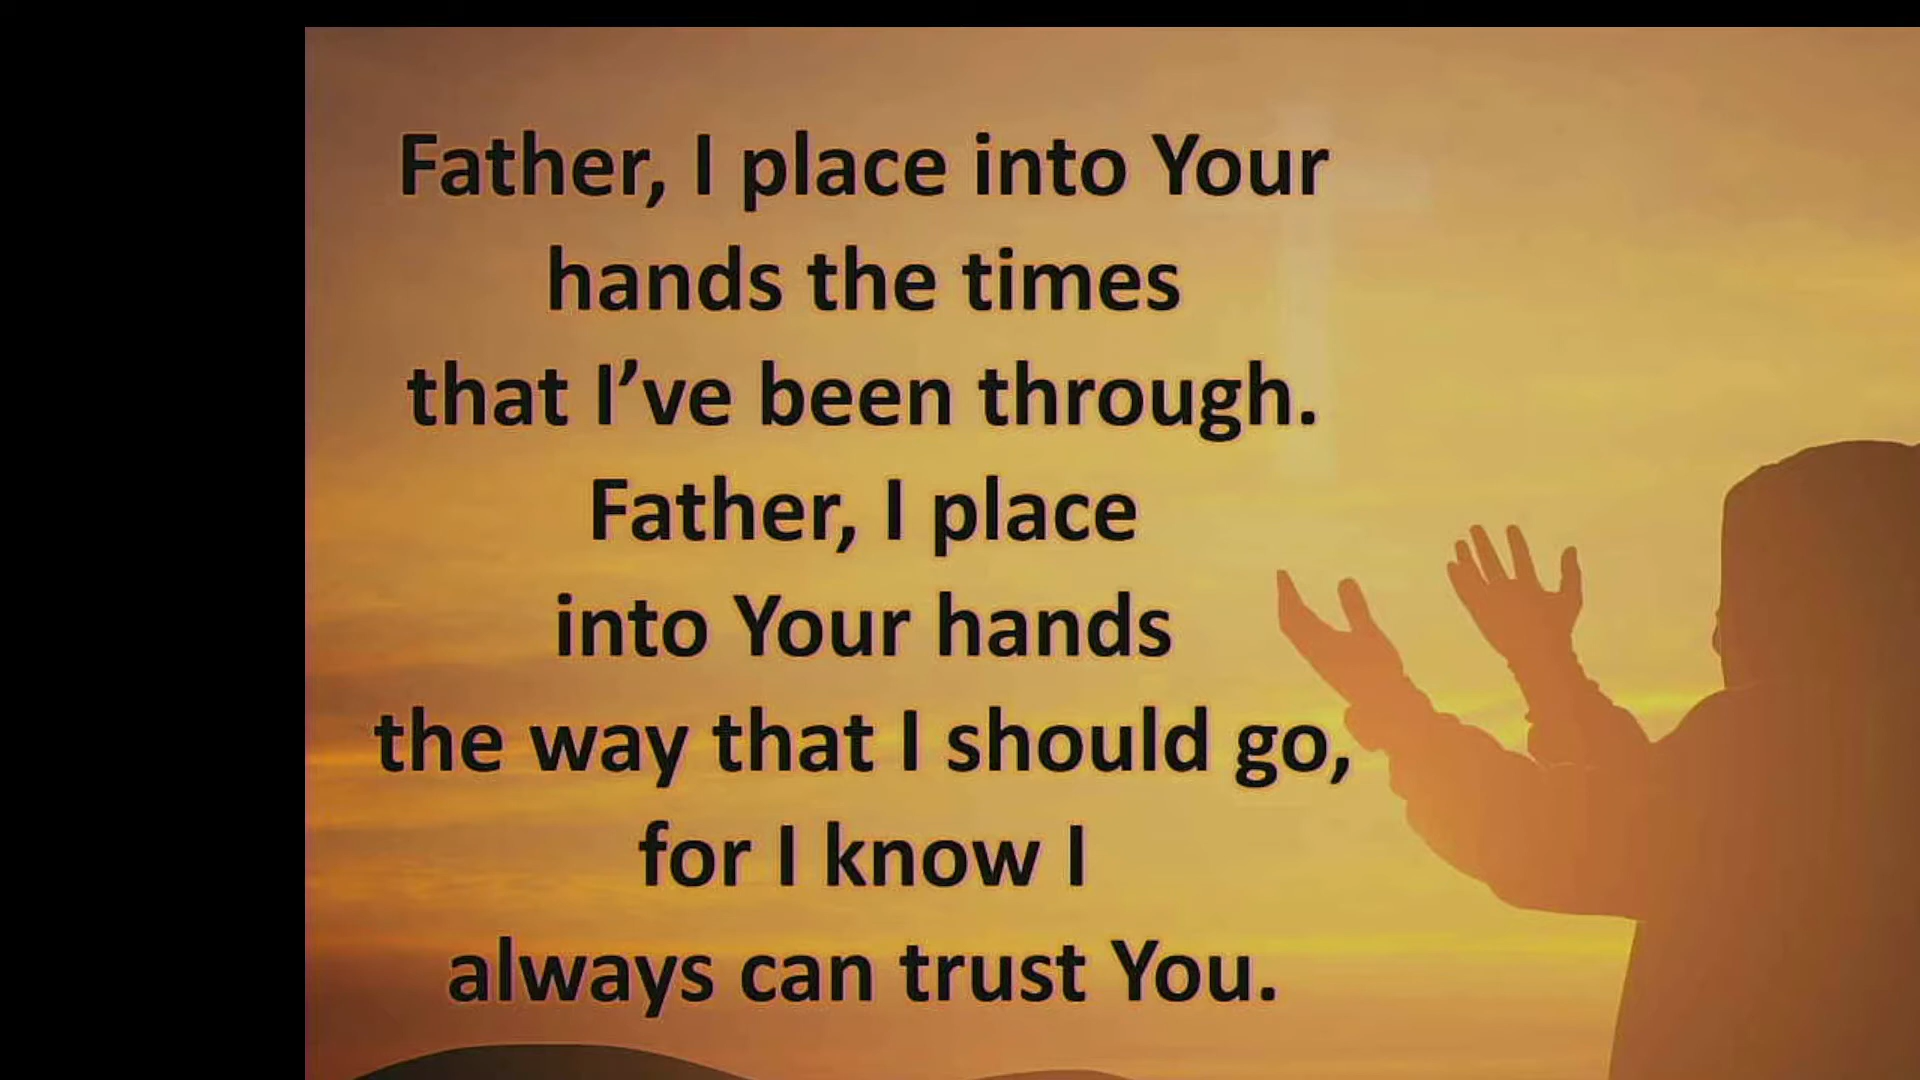 Father, I place into Your
hands the times
that I’ve been through.
Father, I place
into Your hands
the way that I should go,
for I know I
always can trust You.